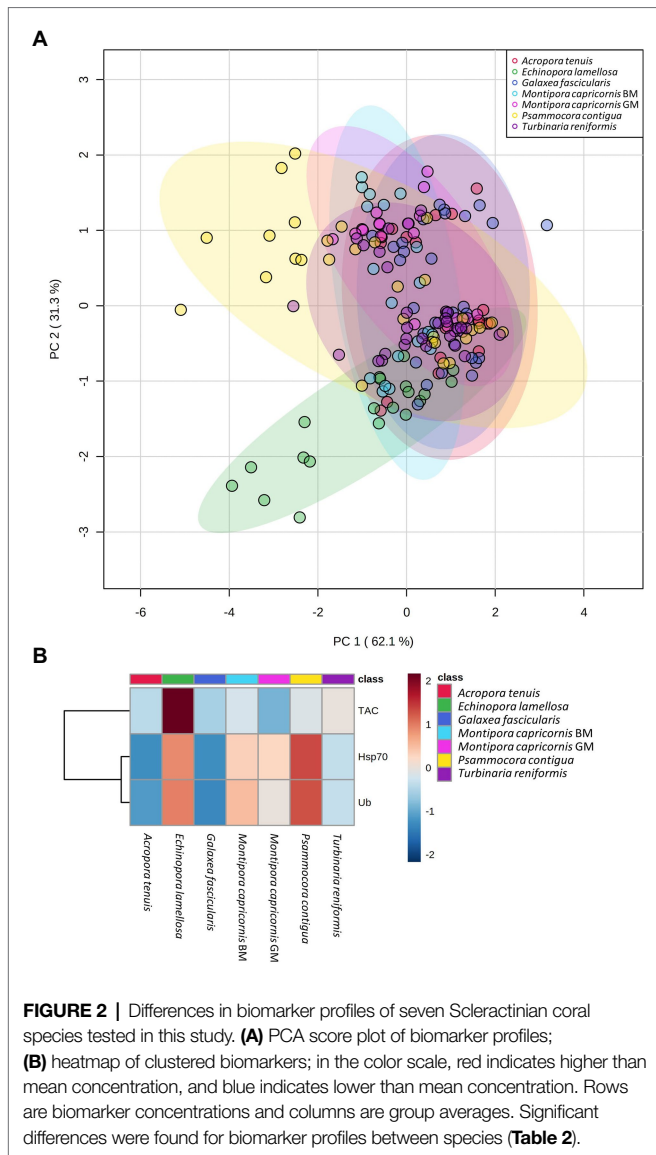 A
Acropora tenuis
Echinopora lamellosa
Galaxea fascicularis
Montipora capricornis BM
Montipora capricornis GM
Psammocora contigua
Turbinaria reniformis
3
2
1
0
-1
-2
-3
PC 2 ( 31.3 %)
-6
-4
-2
0
2
4
PC 1 ( 62.1 %)
B
class
TAC
Hsp70
Ub
Acropora tenuis
Echinopora lamellosa
Galaxea fascicularis
Montipora capricornis BM
Montipora capricornis GM
Psammocora contigua
Turbinaria reniformis
2
1
0
-1
-2
class
Acropora tenuis
Echinopora lamellosa
Galaxea fascicularis
Montipora capricornis BM
Montipora capricornis GM
Psammocora contigua
Turbinaria reniformis
FIGURE 2 | Differences in biomarker profiles of seven Scleractinian coral
species tested in this study. (A) PCA score plot of biomarker profiles;
(B) heatmap of clustered biomarkers; in the color scale, red indicates higher than
mean concentration, and blue indicates lower than mean concentration. Rows
are biomarker concentrations and columns are group averages. Significant
differences were found for biomarker profiles between species (Table 2).